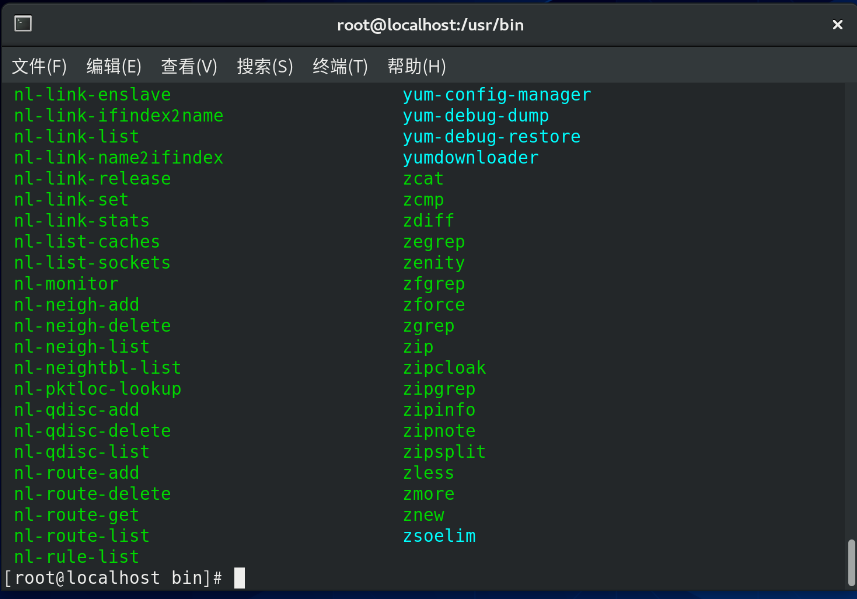 root@localhost:/usr/bin ×
文件(F) 编辑(E) 查看(V) 搜索(S) 终端(T) 帮助(H)
nl-link-enslave yum-config-manager
nl-link-ifindex2name yum-debug-dump
nl-link-list yum-debug-restore
nl-link-name2ifindex yumdownloader
nl-link-release zcat
nl-link-set zcmp
nl-link-stats zdiff
nl-list-caches zegrep
nl-list-sockets zenity
nl-monitor zfgrep
nl-neigh-add zforce
nl-neigh-delete zgrep
nl-neigh-list zip
nl-neightbl-list zipcloak
nl-pktloc-lookup zipgrep
nl-qdisc-add zipinfo
nl-qdisc-delete zipnote
nl-qdisc-list zipsplit
nl-route-add zless
nl-route-delete zmore
nl-route-get znew
nl-route-list zsoelim
nl-rule-list
[root@localhost bin]#